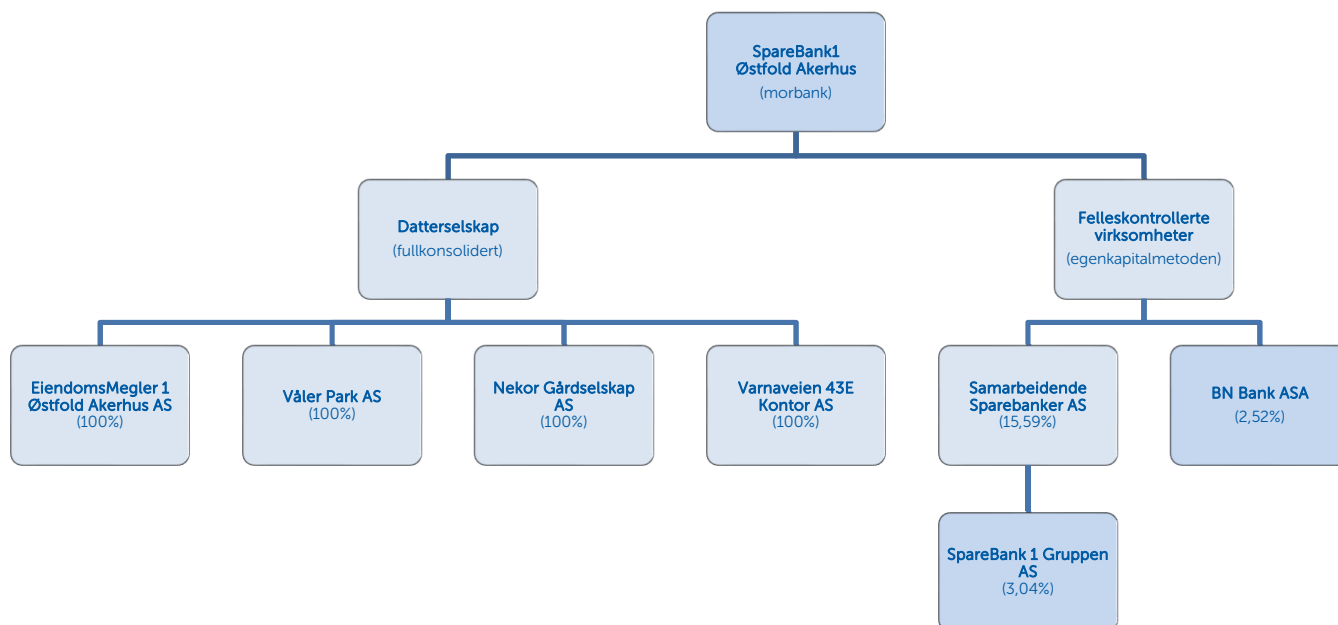 SpareBank1
Østfold Akerhus
(morbank)
Datterselskap
(fullkonsolidert)
Felleskontrollerte
virksomheter
(egenkapitalmetoden)
EiendomsMegler 1
Østfold Akerhus AS
(100%)
Våler Park AS
(100%)
Nekor Gårdselskap
AS
(100%)
Varnaveien 43E
Kontor AS
(100%)
Samarbeidende
Sparebanker AS
(15,59%)
BN Bank ASA
(2,52%)
SpareBank 1 Gruppen
AS
(3,04%)